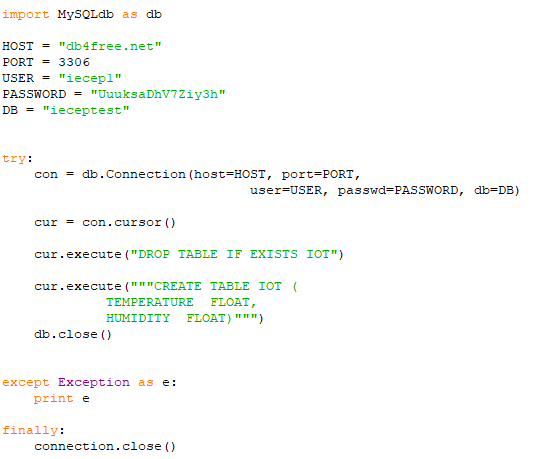 import MySQLdb as db
HOST = "db4free.net"
PORT = 3306
USER = "iecep1"
PASSWORD = "UuuksaDhV7Ziy3h"
DB = "ieceptest"
try:
    con = db.Connection(host=HOST, port=PORT,
                               user=USER, passwd=PASSWORD, db=DB)
    cur = con.cursor()
    cur.execute("DROP TABLE IF EXISTS IOT")
    cur.execute("""CREATE TABLE IOT (
             TEMPERATURE  FLOAT,
             HUMIDITY  FLOAT)""")
    db.close()
except Exception as e:
    print e
finally:
    connection.close()